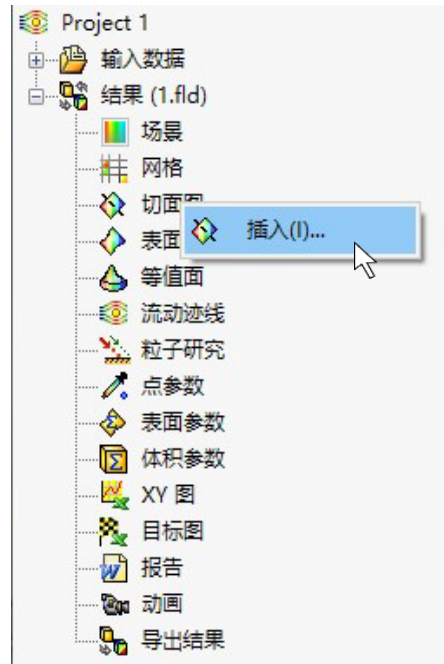 Project 1
输入数据
结果 (1.fld)
场景
网格
切面图
插入(I)...
表面
等值面
流动迹线
粒子研究
点参数
表面参数
体积参数
XY 图
目标图
报告
动画
导出结果